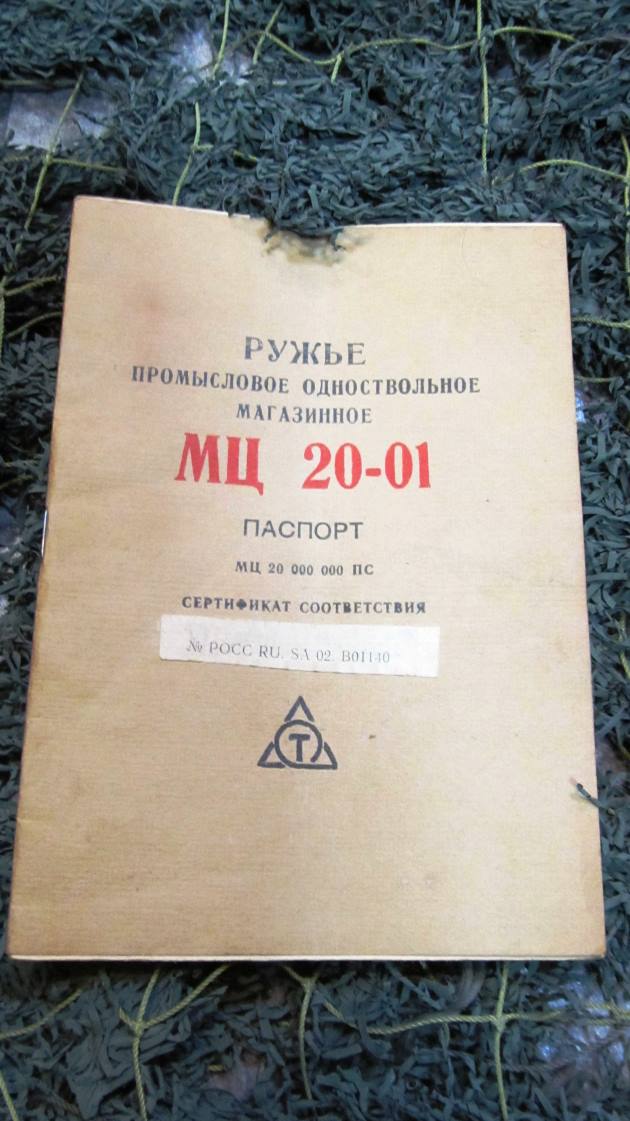 РУЖЬЕ
ПРОМЫСЛОВОЕ ОДНОСТВОЛЬНОЕ
МАГАЗИННОЕ
МЦ 20-01
ПАСПОРТ
МЦ 20 000 000 ПС
СЕРТИФИКАТ СООТВЕТСТВИЯ
№ РОСС RU. SA 02. B01140
Т